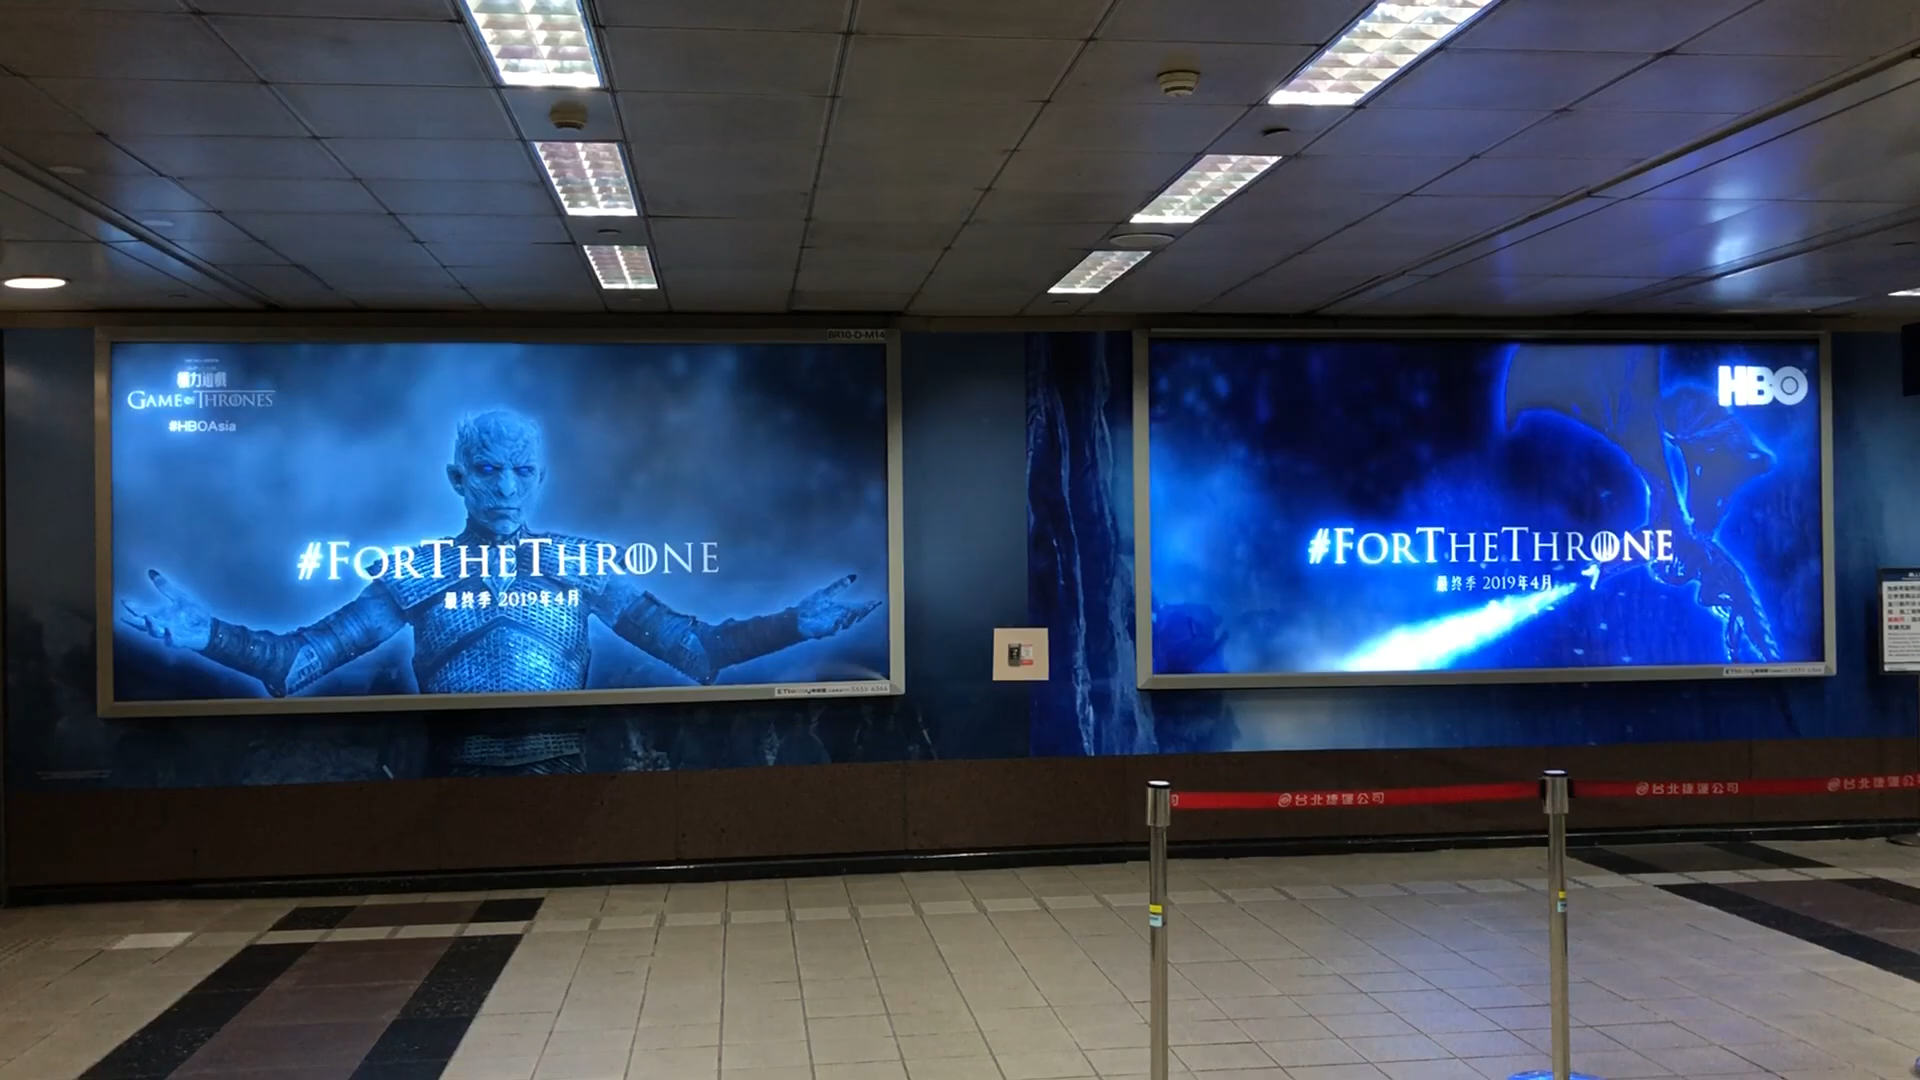 BR10-D-M14
權力遊戲
GAME OF THRONES
#HBOAsia
#FORTHETHRONE
最終季 2019年4月
HBO
#FORTHETHRONE
最終季 2019年4月
台北捷運公司
台北捷運公司
台北捷運公司